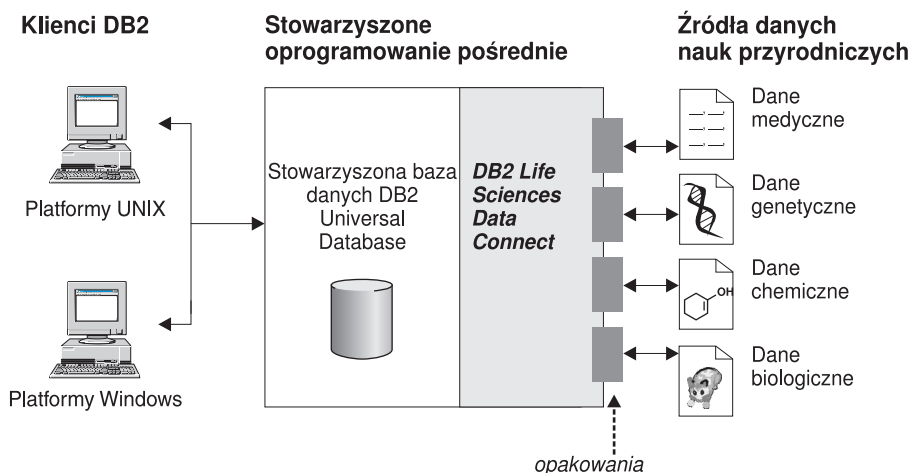 Klienci DB2
Stowarzyszone
oprogramowanie pośrednie
Źródła danych
nauk przyrodniczych
Platformy UNIX
Platformy Windows
Stowarzyszona baza
danych DB2
Universal
Database
DB2 Life
Sciences
Data
Connect
Dane
medyczne
Dane
genetyczne
OH
Dane
chemiczne
Dane
biologiczne
opakowania